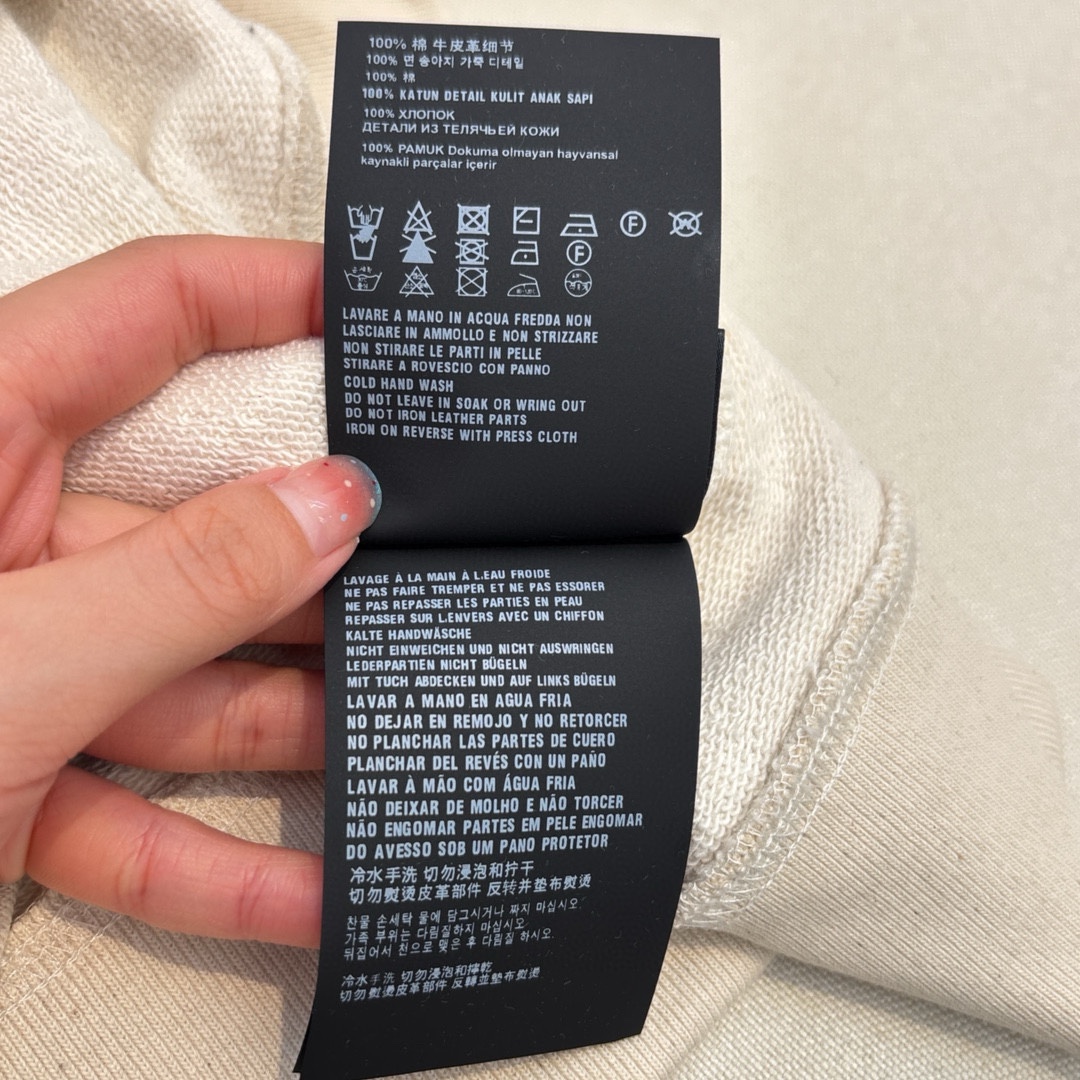 100% 棉 牛皮革细节
100% 면 송아지 가죽 디테일
100% 棉
100% KATUN DETAIL KULIT ANAK SAPI
100% ХЛОПОК
ДЕТАЛИ ИЗ ТЕЛЯЧЬЕЙ КОЖИ
100% PAMUK Dokuma olmayan hayvansal
kaynakli parçalar içerir
F W
F
LAVARE A MANO IN ACQUA FREDDA NON
LASCIARE IN AMMOLLO E NON STRIZZARE
NON STIRARE LE PARTI IN PELLE
STIRARE A ROVESCIO CON PANNO
COLD HAND WASH
DO NOT LEAVE IN SOAK OR WRING OUT
DO NOT IRON LEATHER PARTS
IRON ON REVERSE WITH PRESS CLOTH
LAVAGE À LA MAIN À L.EAU FROIDE
NE PAS FAIRE TREMPER ET NE PAS ESSORER
NE PAS REPASSER LES PARTIES EN PEAU
REPASSER SUR L.ENVERS AVEC UN CHIFFON
KALTE HANDWÄSCHE
NICHT EINWEICHEN UND NICHT AUSWRINGEN
LEDERPARTIEN NICHT BÜGELN
MIT TUCH ABDECKEN UND AUF LINKS BÜGELN
LAVAR A MANO EN AGUA FRIA
NO DEJAR EN REMOJO Y NO RETORCER
NO PLANCHAR LAS PARTES DE CUERO
PLANCHAR DEL REVÉS CON UN PAÑO
LAVAR À MÃO COM ÁGUA FRIA
NÃO DEIXAR DE MOLHO E NÃO TORCER
NÃO ENGOMAR PARTES EM PELE ENGOMAR
DO AVESSO SOB UM PANO PROTETOR
冷水手洗 切勿浸泡和拧干
切勿熨烫皮革部件 反转并垫布熨烫
찬물 손세탁 물에 담그시거나 짜지 마십시오.
가족 부위는 다림질하지 마십시오
뒤집어서 천으로 맺은 후 다림질 하시오.
冷水手洗 切勿浸泡和擰乾
切勿熨燙皮革部件 反轉並墊布熨燙